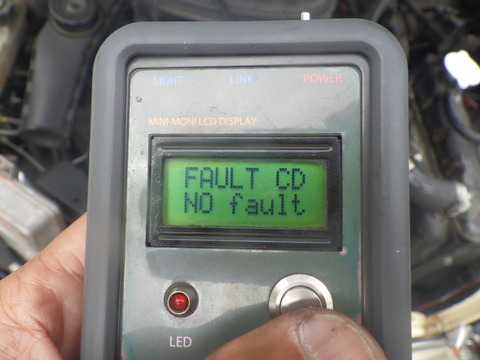 LIGHT LINK POWER
MINI-MONI LCD DISPLAY
FAULT CD
NO fault
LED